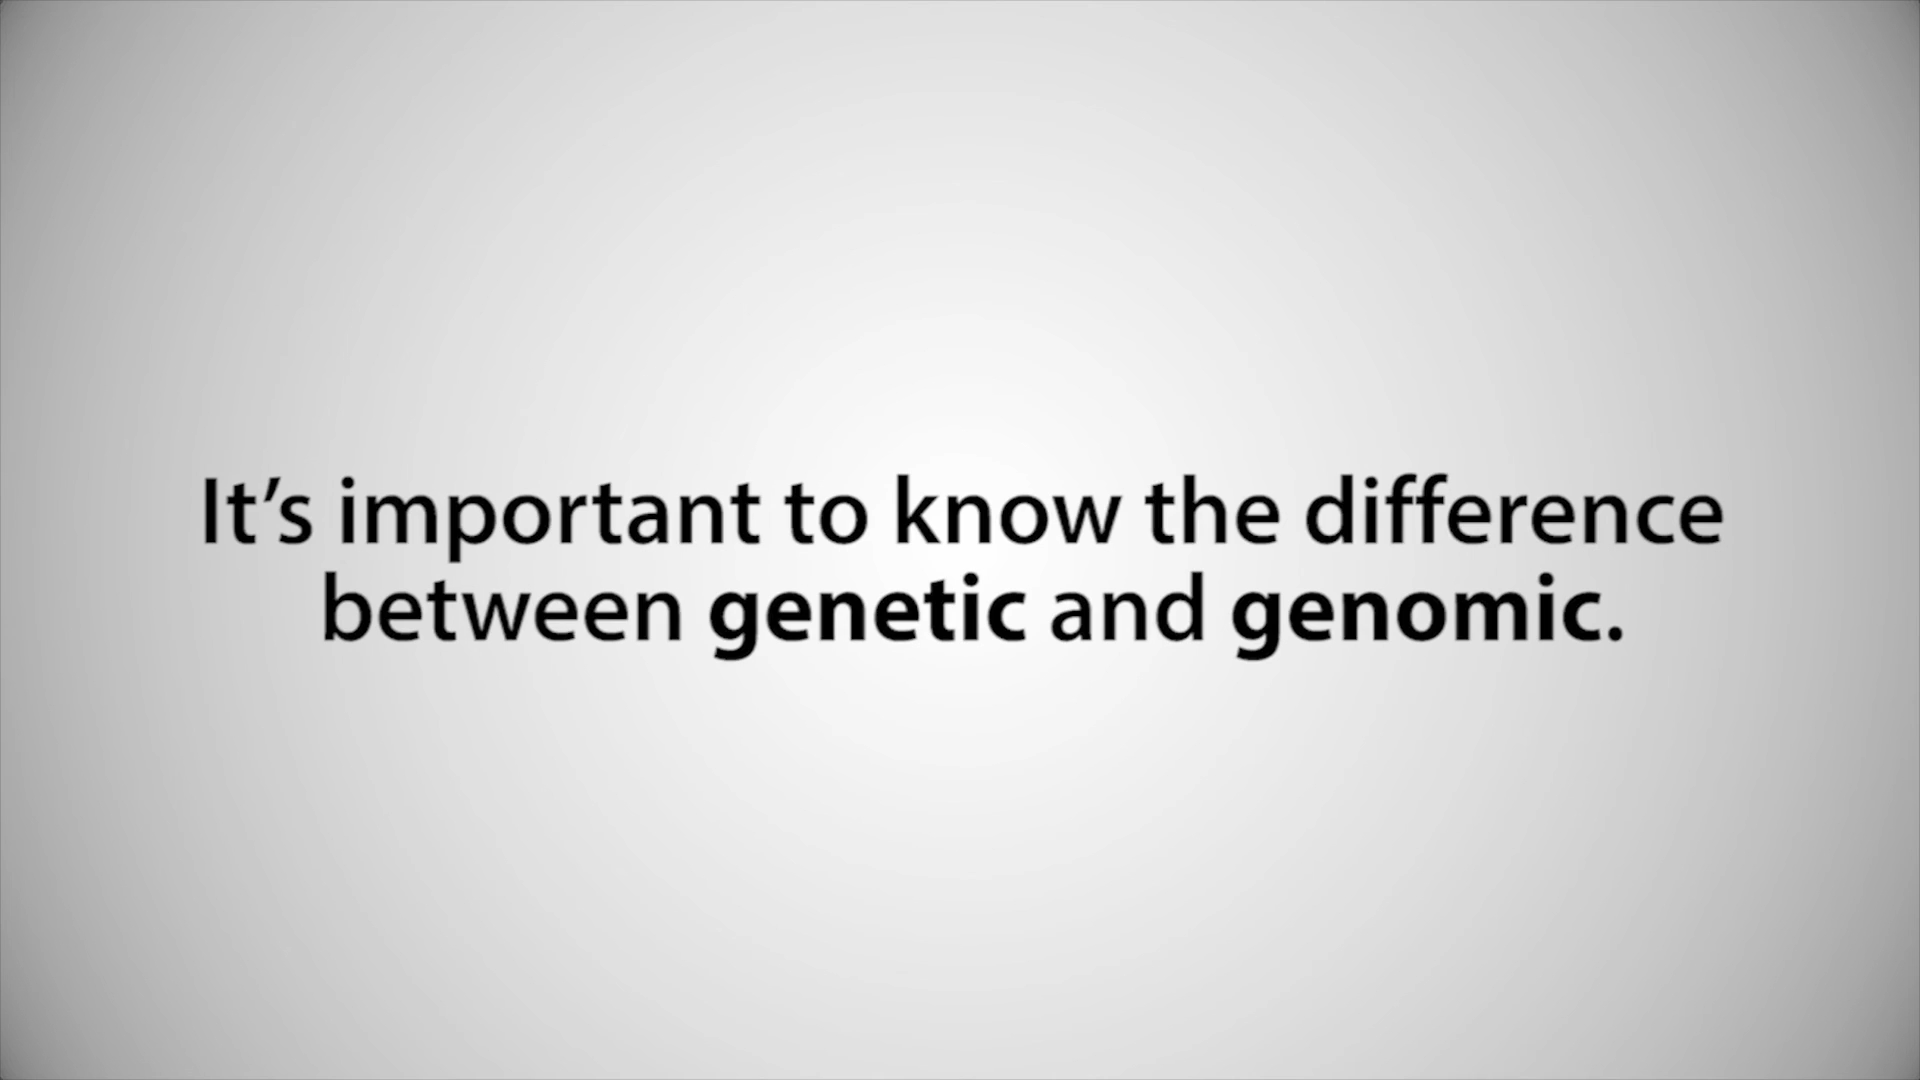 It’s important to know the difference
between genetic and genomic.